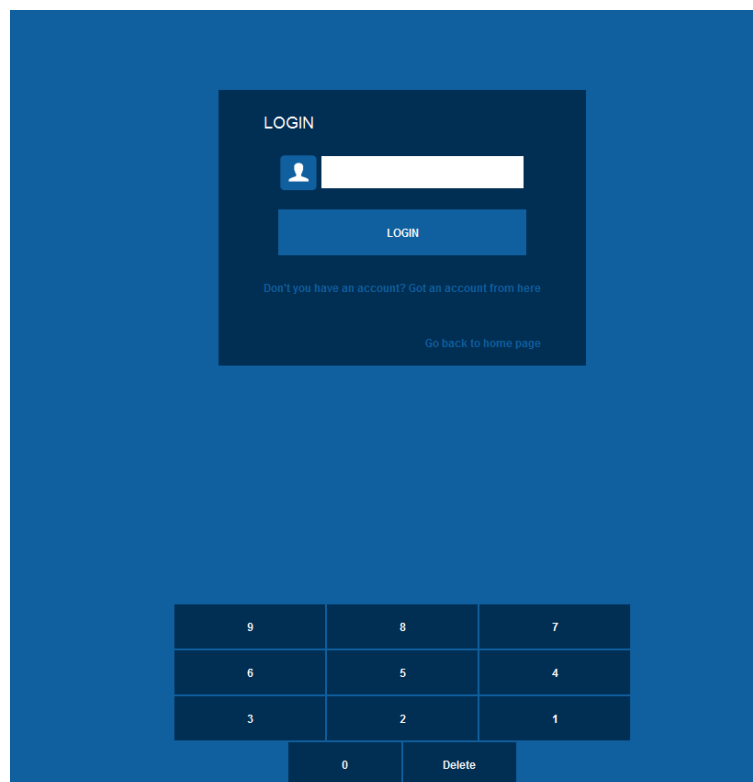 LOGIN
LOGIN
Don't you have an account? Got an account from here
Go back to home page
9 8 7
6 5 4
3 2 1
0 Delete